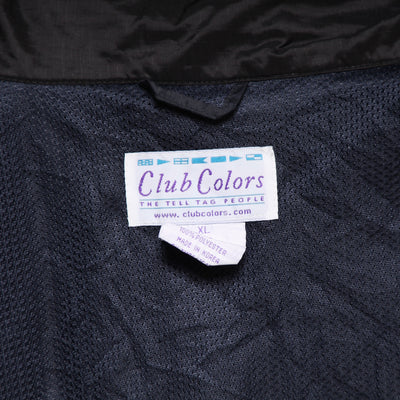 Club Colors
THE TELL TAG PEOPLE
www.clubcolors.com
XL
100% POLYESTER
MADE IN KOREA